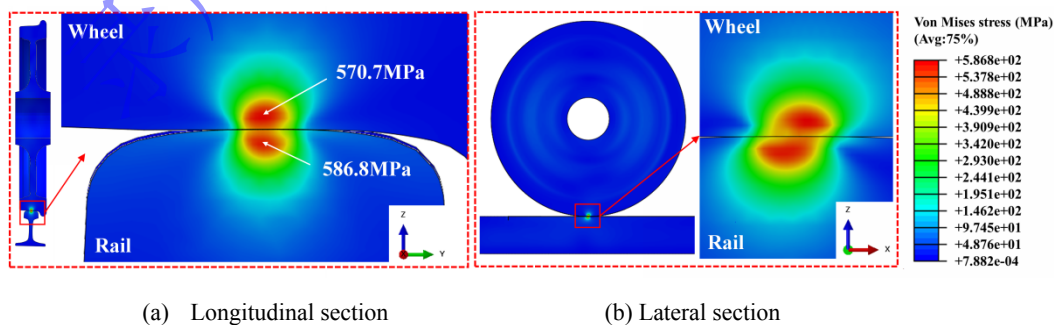 Wheel
570.7MPa
586.8MPa
Rail
Z
Y
Wheel
Rail
Z
X
Von Mises stress (MPa)
(Avg:75%)
+5.868e+02
+5.378e+02
+4.888e+02
+4.399e+02
+3.909e+02
+3.420e+02
+2.930e+02
+2.441e+02
+1.951e+02
+1.462e+02
+9.745e+01
+4.876e+01
+7.882e-04
(a) Longitudinal section
(b) Lateral section